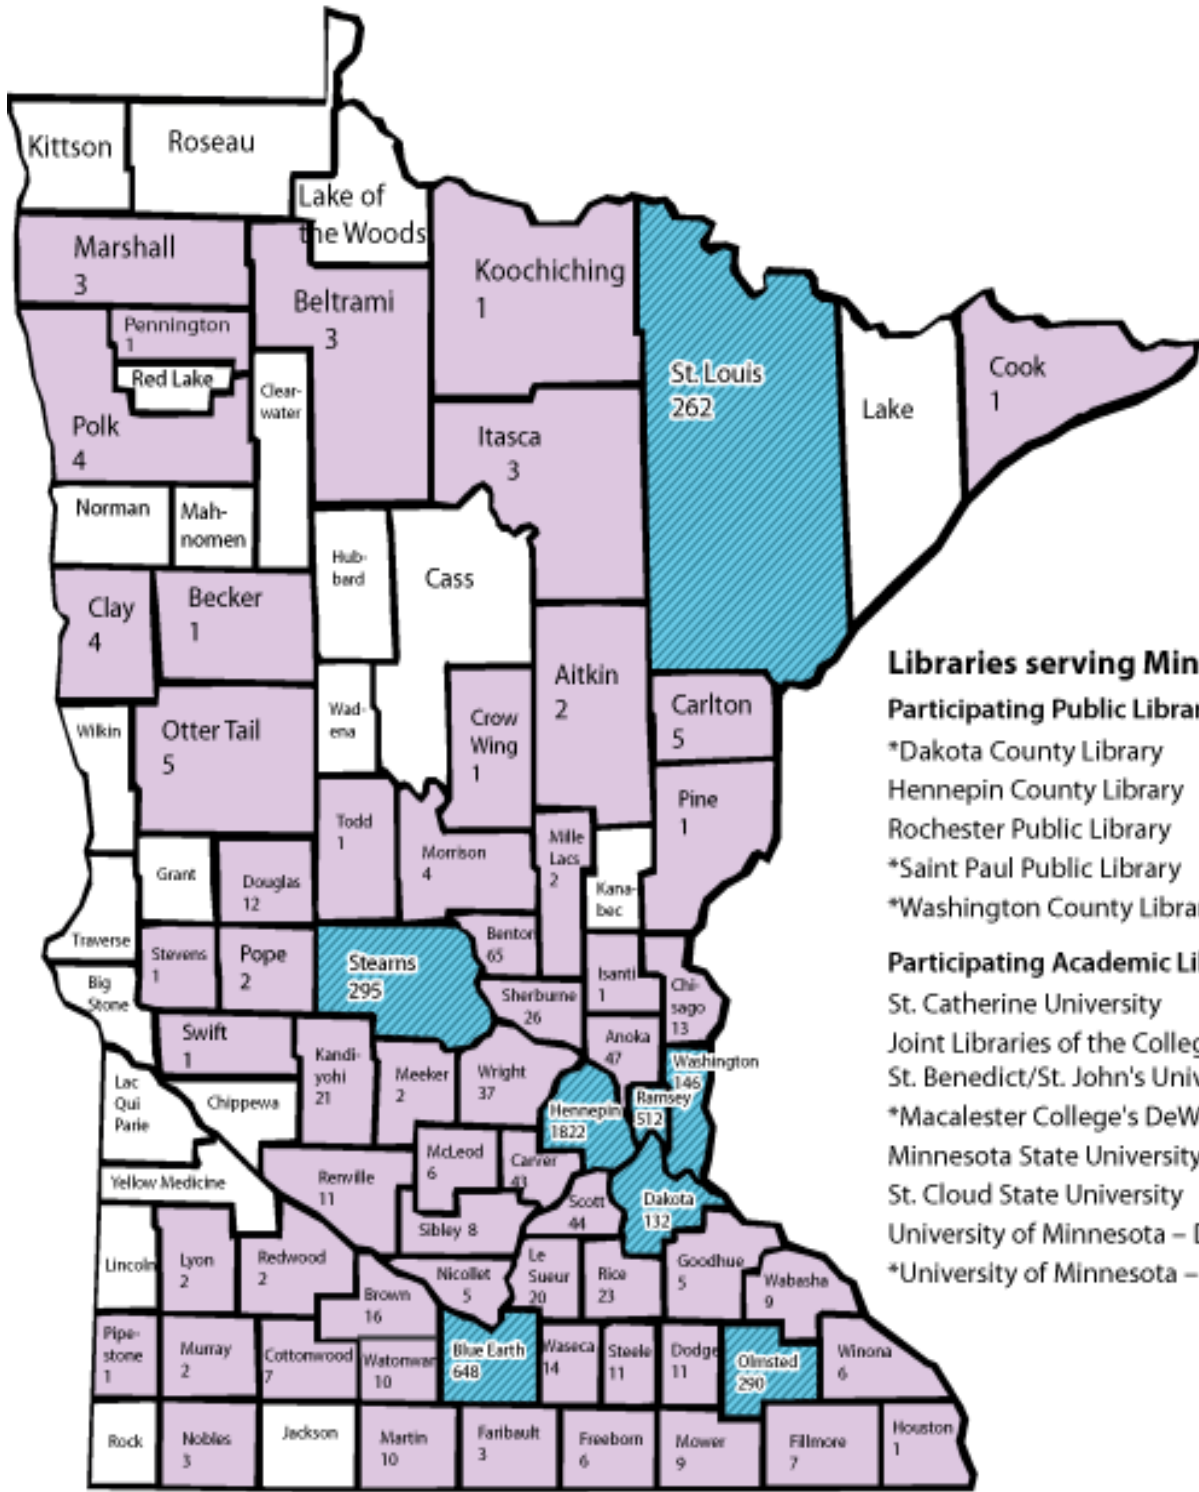 Kittson
Roseau
Lake of
the Woods
Marshall
3
Koochiching
1
Beltrami
3
Pennington
1
Red Lake
Clear-
water
St. Louis
262
Cook
1
Lake
Polk
4
Itasca
3
Norman
Mah-
nomen
Hub-
bard
Cass
Clay
4
Becker
1
Aitkin
2
Wad-
ena
Crow
Wing
1
Carlton
5
Wilkin
Otter Tail
5
Pine
1
Todd
1
Morrison
4
Mille
Lacs
2
Kana-
bec
Grant
Douglas
12
Traverse
Stevens
1
Pope
2
Stearns
295
Benton
65
Big
Stone
Sherburne
26
Isanti
1
Chi-
sago
13
Swift
1
Kandi-
yohi
21
Meeker
2
Wright
37
Anoka
47
Washington
146
Lac
Qui
Parle
Chippewa
Hennepin
1822
Ramsey
512
McLeod
6
Carver
43
Yellow Medicine
Renville
11
Scott
44
Dakota
132
Sibley 8
Lincoln
Lyon
2
Redwood
2
Nicollet
5
Le
Sueur
20
Rice
23
Goodhue
5
Wabasha
9
Brown
16
Pipe-
stone
1
Murray
2
Cottonwood
7
Watonwan
10
Blue Earth
648
Waseca
14
Steele
11
Dodge
11
Olmsted
290
Winona
6
Rock
Nobles
3
Jackson
Martin
10
Faribault
3
Freeborn
6
Mower
9
Fillmore
7
Houston
1
Libraries serving Min
Participating Public Librar
*Dakota County Library
Hennepin County Library
Rochester Public Library
*Saint Paul Public Library
*Washington County Librar
Participating Academic Lil
St. Catherine University
Joint Libraries of the Colleg
St. Benedict/St. John's Univ
*Macalester College's DeW
Minnesota State University
St. Cloud State University
University of Minnesota – D
*University of Minnesota –